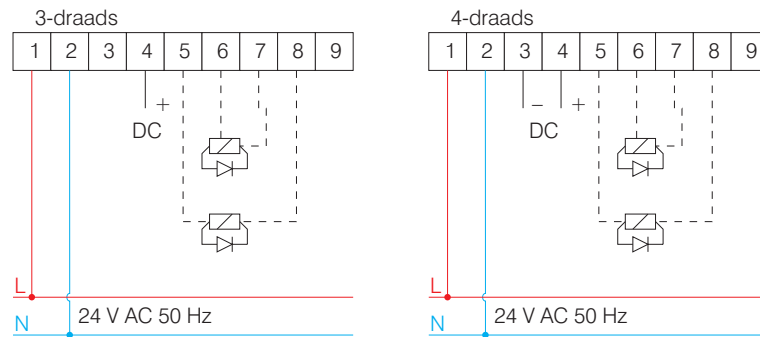 3-draads
1 2 3 4 5 6 7 8 9
+
DC
L
24 V AC 50 Hz
N
4-draads
1 2 3 4 5 6 7 8 9
− +
DC
L
24 V AC 50 Hz
N